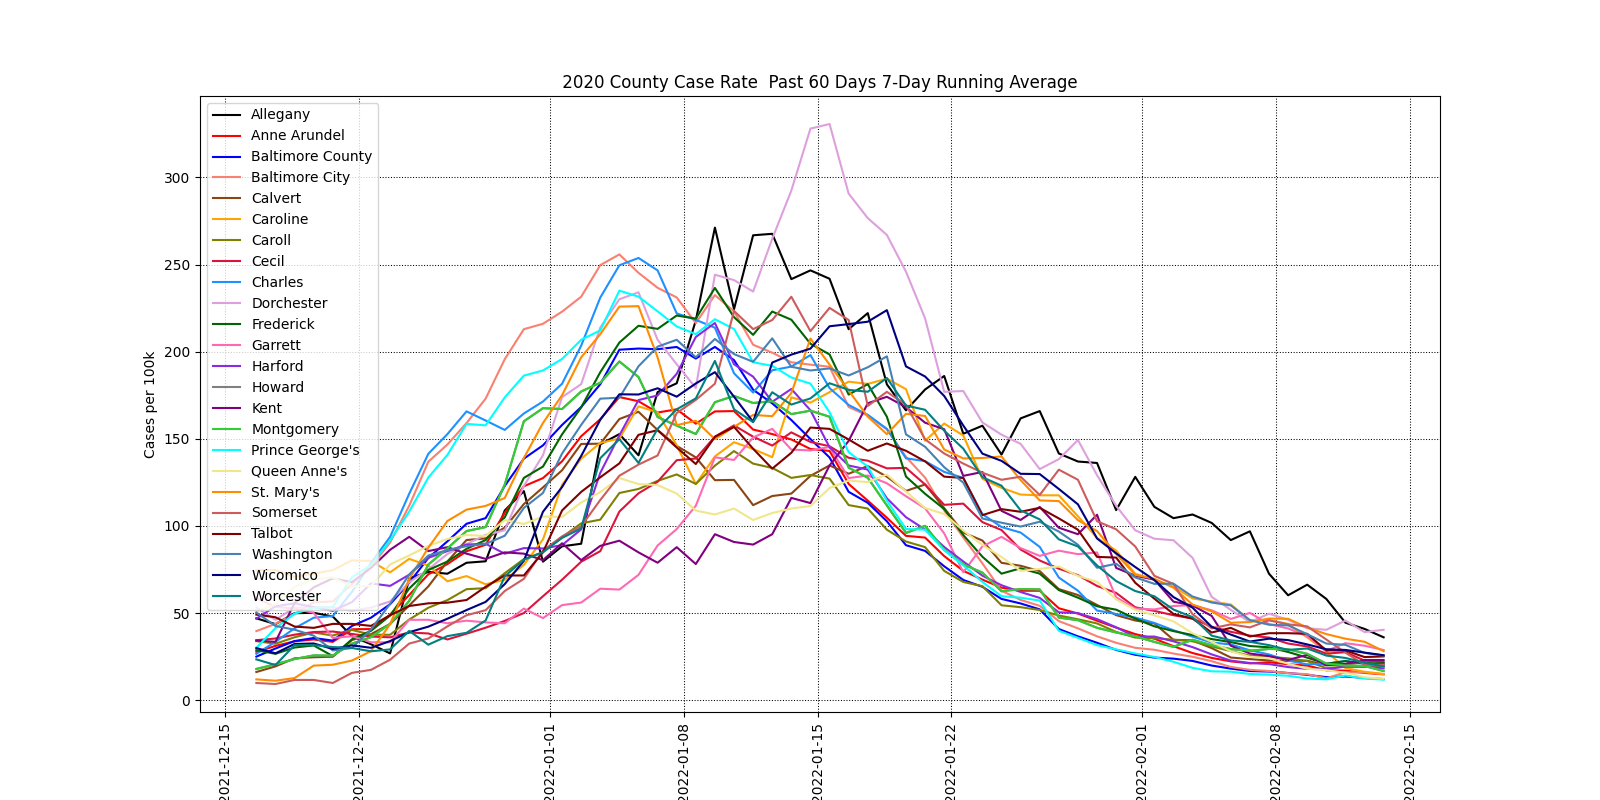 2020 County Case Rate  Past 60 Days 7-Day Running Average
Cases per 100k
300
250
200
150
100
50
0
Allegany
Anne Arundel
Baltimore County
Baltimore City
Calvert
Caroline
Caroll
Cecil
Charles
Dorchester
Frederick
Garrett
Harford
Howard
Kent
Montgomery
Prince George's
Queen Anne's
St. Mary's
Somerset
Talbot
Washington
Wicomico
Worcester
2021-12-15
2021-12-22
2022-01-01
2022-01-08
2022-01-15
2022-01-22
2022-02-01
2022-02-08
2022-02-15